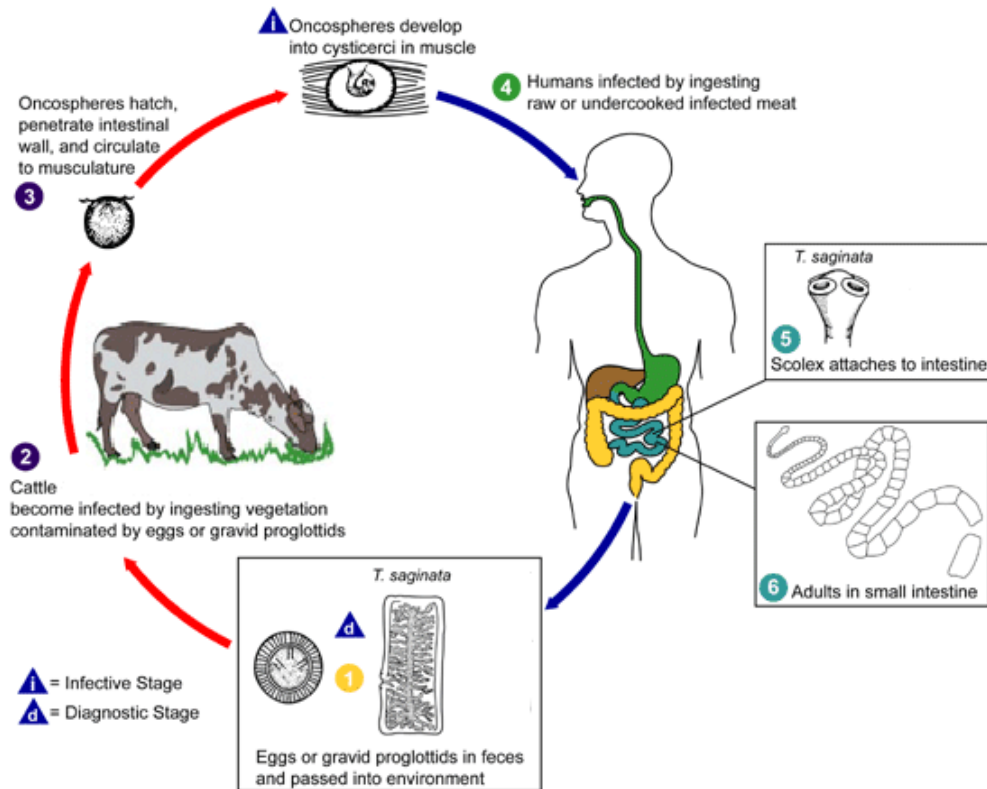 i
Oncospheres develop
into cysticerci in muscle
4
Humans infected by ingesting
raw or undercooked infected meat
Oncospheres hatch,
penetrate intestinal
wall, and circulate
to musculature
3
T. saginata
5
Scolex attaches to intestine
2
Cattle
become infected by ingesting vegetation
contaminated by eggs or gravid proglottids
6
Adults in small intestine
T. saginata
d
1
Eggs or gravid proglottids in feces
and passed into environment
i = Infective Stage
d = Diagnostic Stage